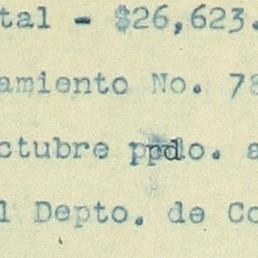 tal - $26,623.
amiento No. 78
ctubre ppdo. a
l Depto. de Co